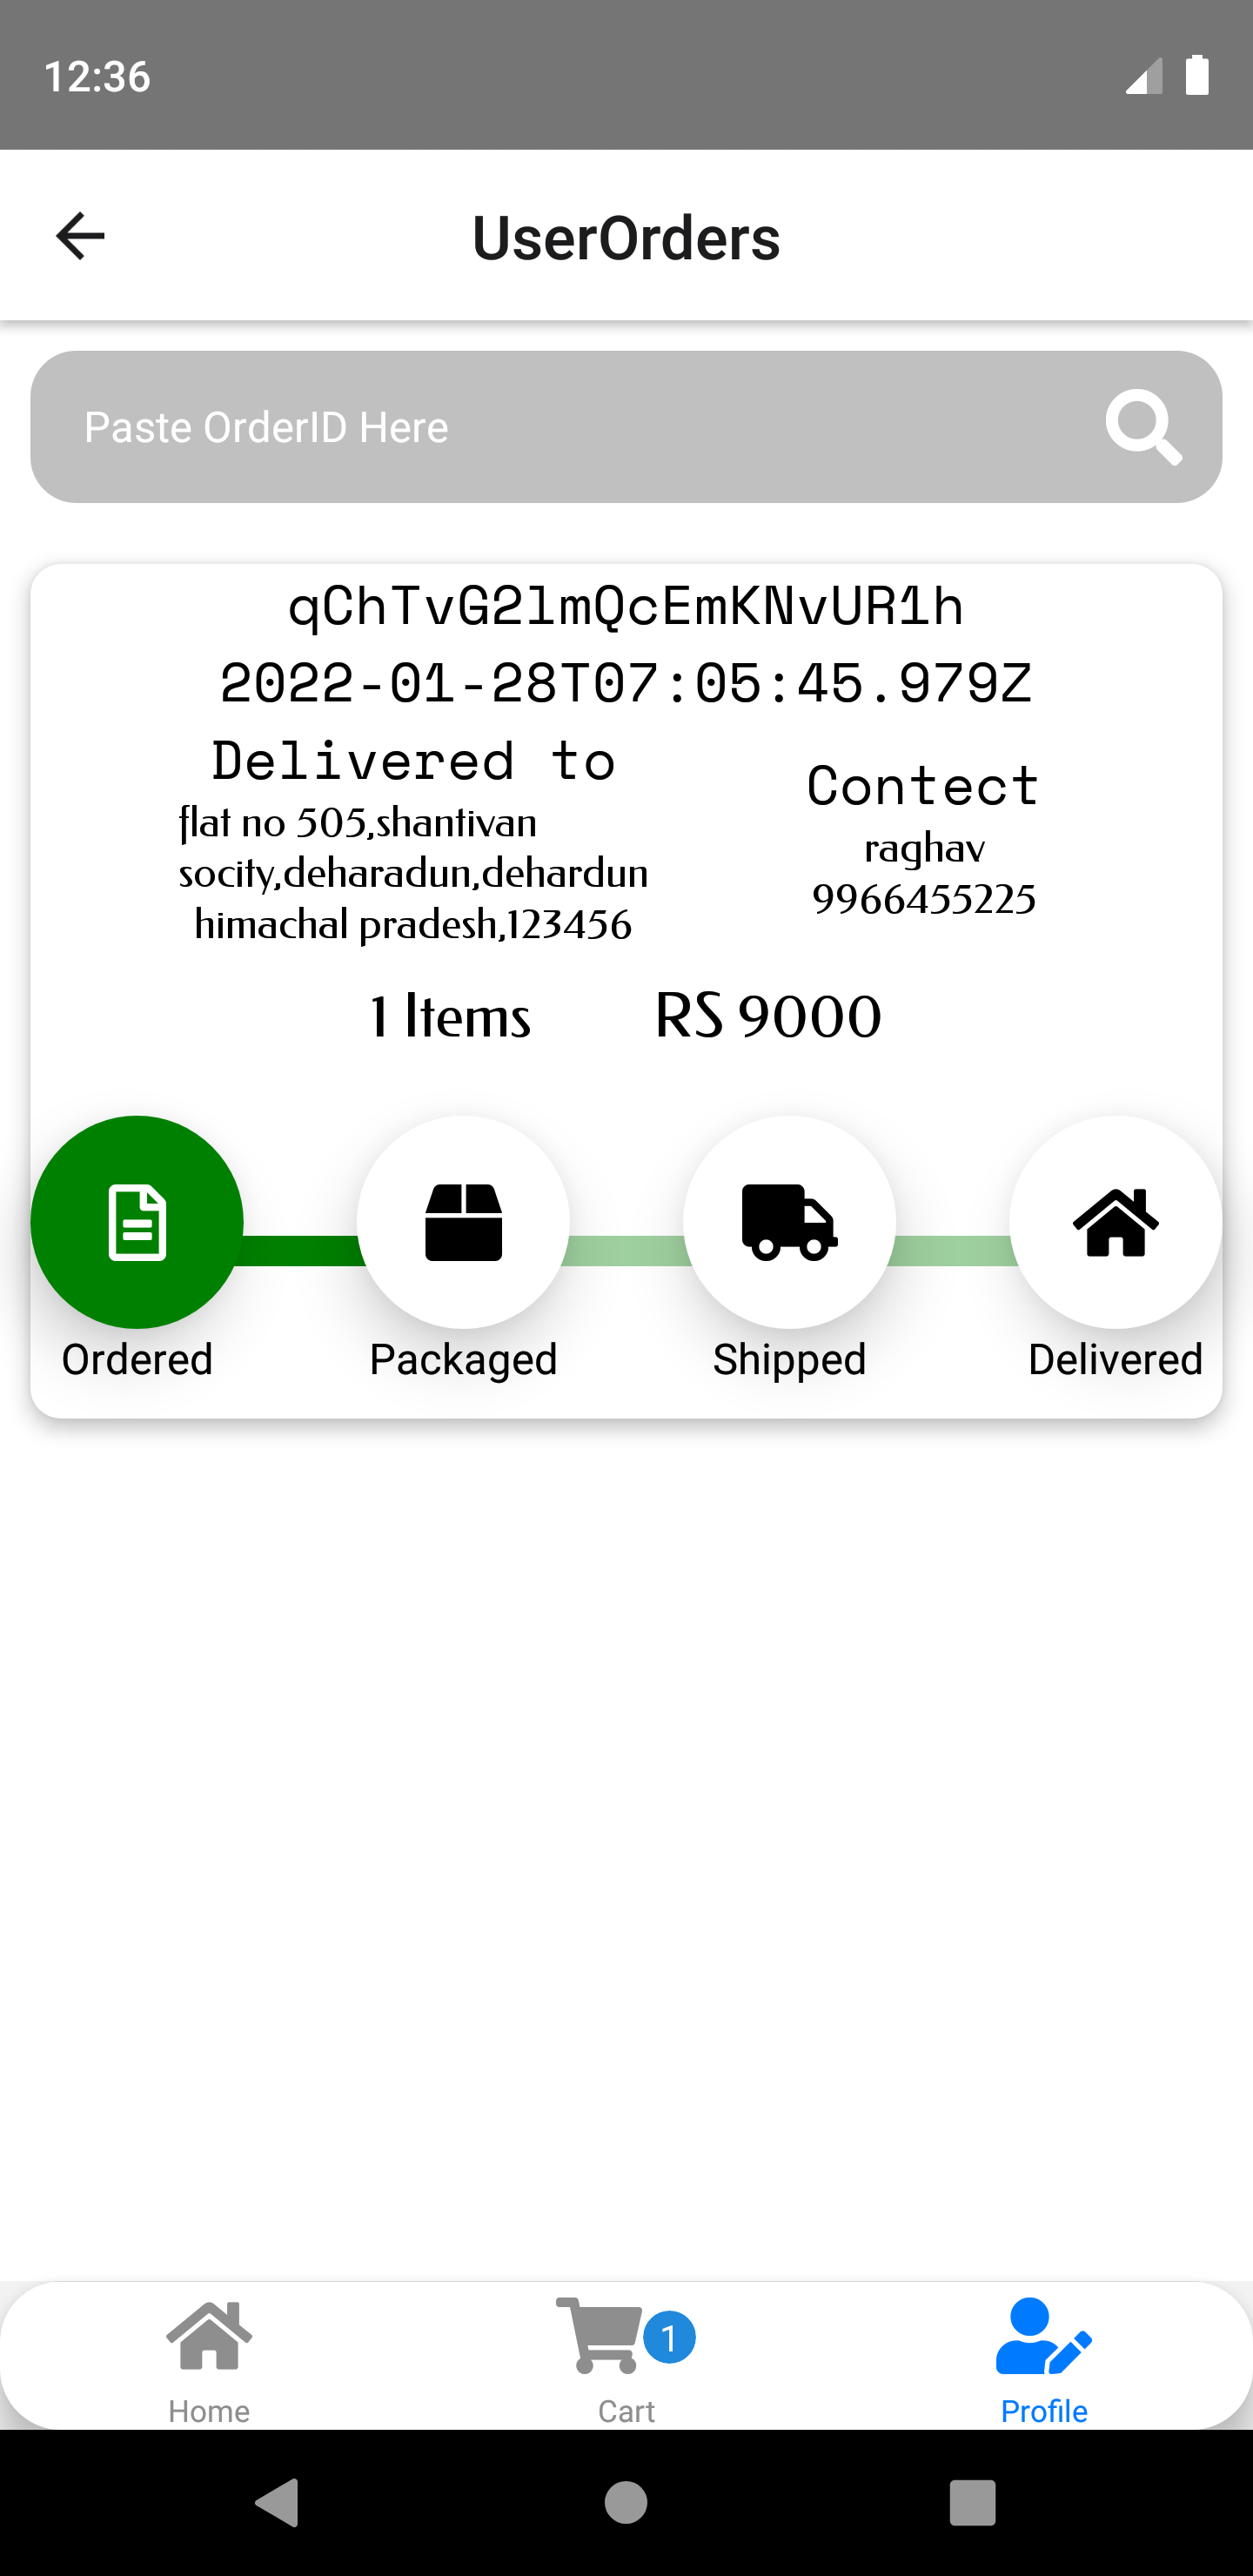 12:36
UserOrders
Paste OrderID Here
qChTvG2lmQcEmKNvUR1h
2022-01-28T07:05:45.979Z
Delivered to
flat no 505,shantivan
socity,deharadun,dehardun
himachal pradesh,123456
Contect
raghav
9966455225
1 Items RS 9000
Ordered Packaged Shipped Delivered
1
Home Cart Profile